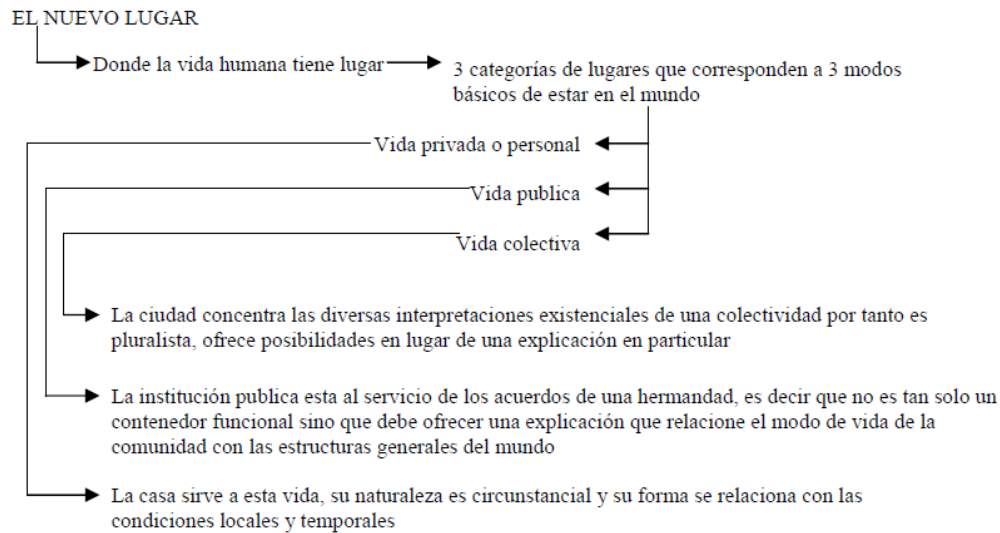 EL NUEVO LUGAR
Donde la vida humana tiene lugar
3 categorías de lugares que corresponden a 3 modos
básicos de estar en el mundo
Vida privada o personal
Vida publica
Vida colectiva
La ciudad concentra las diversas interpretaciones existenciales de una colectividad por tanto es
pluralista, ofrece posibilidades en lugar de una explicación en particular
La institución publica esta al servicio de los acuerdos de una hermandad, es decir que no es tan solo un
contenedor funcional sino que debe ofrecer una explicación que relacione el modo de vida de la
comunidad con las estructuras generales del mundo
La casa sirve a esta vida, su naturaleza es circunstancial y su forma se relaciona con las
condiciones locales y temporales